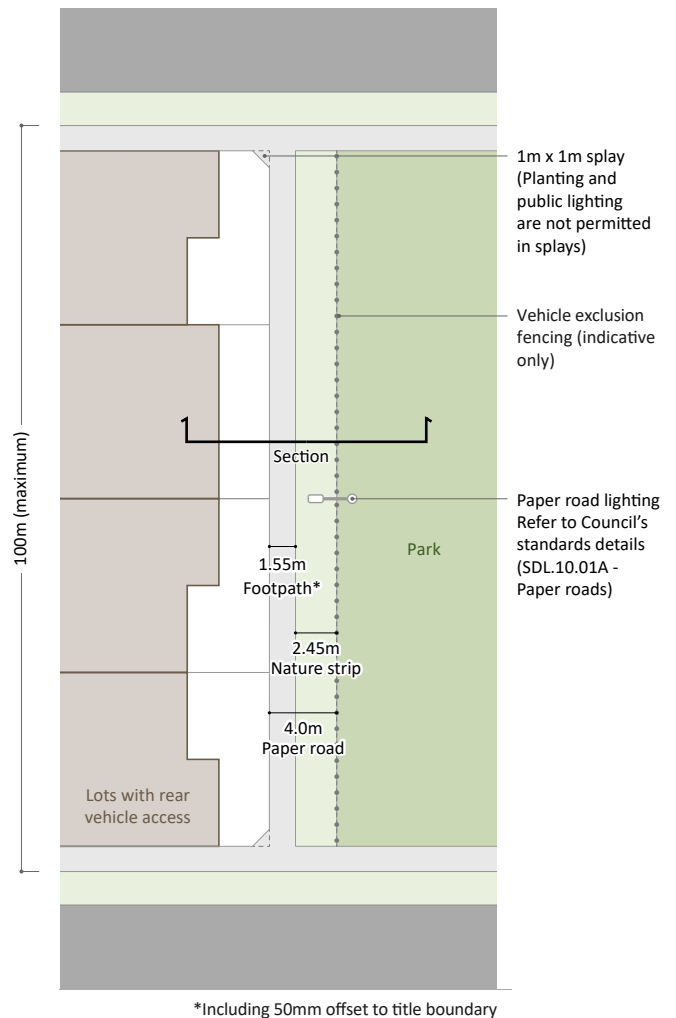 1m x 1m splay
(Planting and
public lighting
are not permitted
in splays)
Vehicle exclusion
fencing (indicative
only)
100m (maximum)
Section
Paper road lighting
Refer to Council’s
standards details
(SDL.10.01A -
Paper roads)
Park
1.55m
Footpath*
2.45m
Nature strip
4.0m
Paper road
Lots with rear
vehicle access
*Including 50mm offset to title boundary